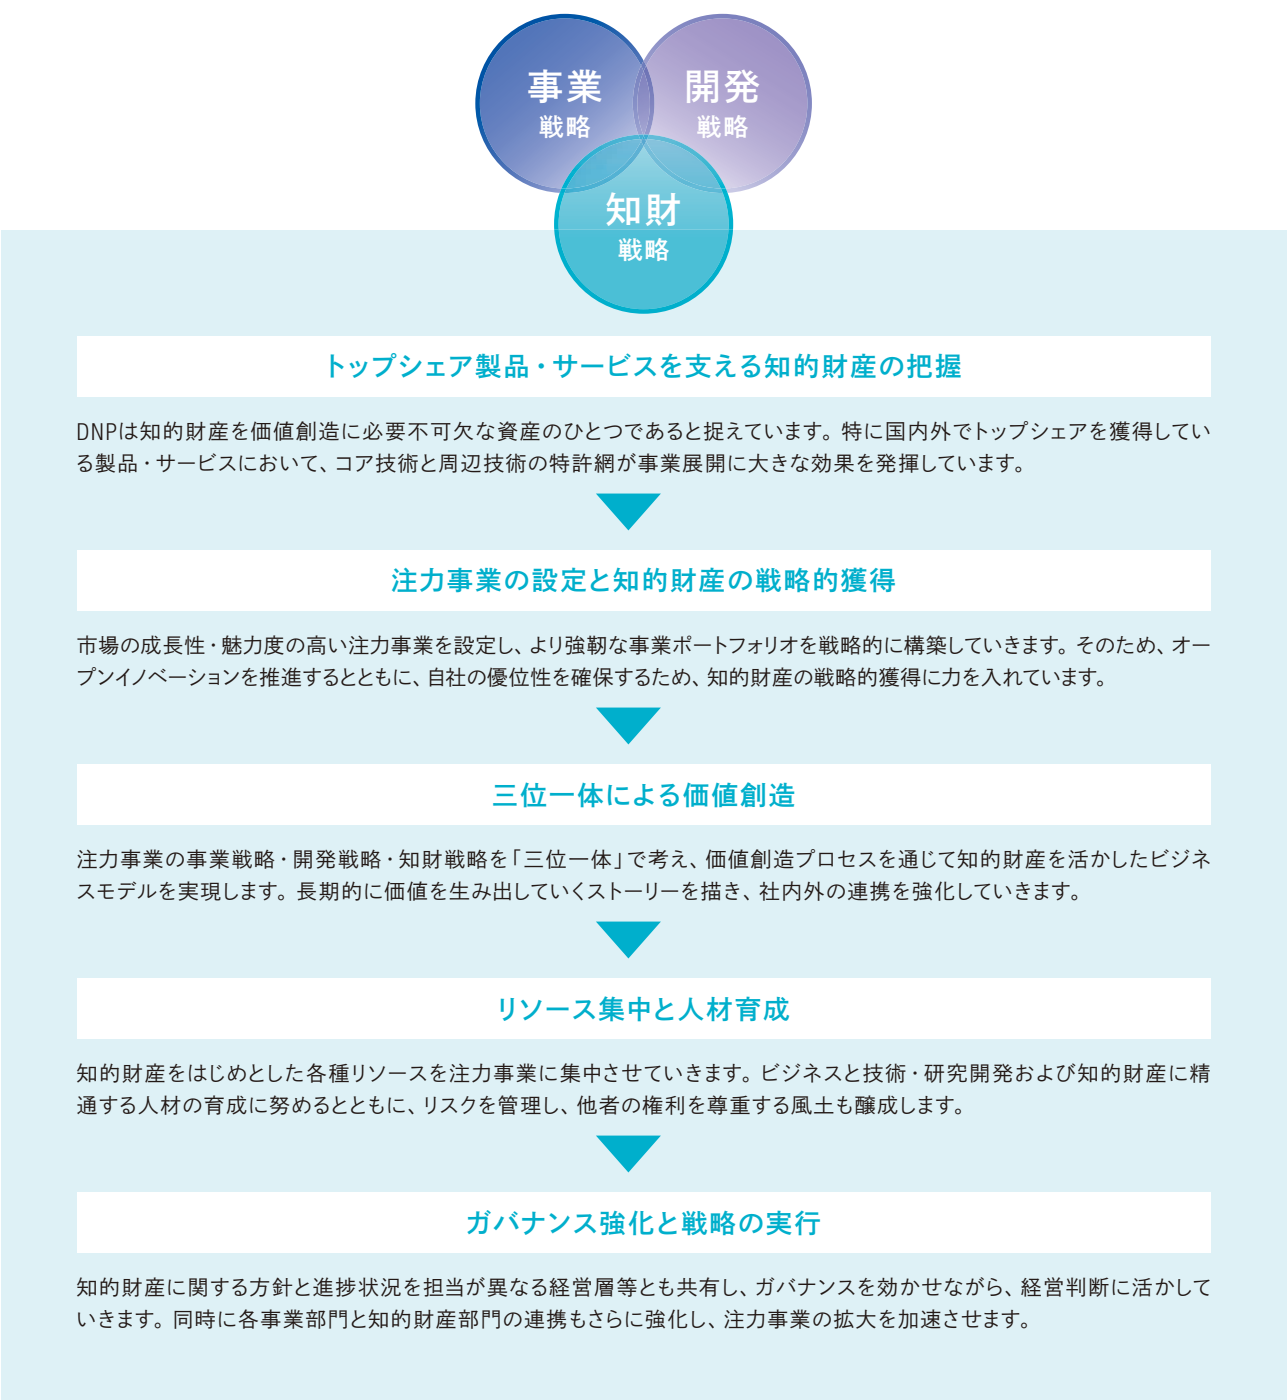 事業
戦略
開発
戦略
知財
戦略
トップシェア製品・サービスを支える知的財産の把握
DNPは知的財産を価値創造に必要不可欠な資産のひとつであると捉えています。特に国内外でトップシェアを獲得してい
る製品・サービスにおいて、コア技術と周辺技術の特許網が事業展開に大きな効果を発揮しています。
注力事業の設定と知的財産の戦略的獲得
市場の成長性・魅力度の高い注力事業を設定し、より強靭な事業ポートフォリオを戦略的に構築していきます。そのため、オー
プンイノベーションを推進するとともに、自社の優位性を確保するため、知的財産の戦略的獲得に力を入れています。
三位一体による価値創造
注力事業の事業戦略・開発戦略・知財戦略を「三位一体」で考え、価値創造プロセスを通じて知的財産を活かしたビジネ
スモデルを実現します。長期的に価値を生み出していくストーリーを描き、社内外の連携を強化していきます。
リソース集中と人材育成
知的財産をはじめとした各種リソースを注力事業に集中させていきます。ビジネスと技術・研究開発および知的財産に精
通する人材の育成に努めるとともに、リスクを管理し、他者の権利を尊重する風土も醸成します。
ガバナンス強化と戦略の実行
知的財産に関する方針と進捗状況を担当が異なる経営層等とも共有し、ガバナンスを効かせながら、経営判断に活かして
いきます。同時に各事業部門と知的財産部門の連携もさらに強化し、注力事業の拡大を加速させます。